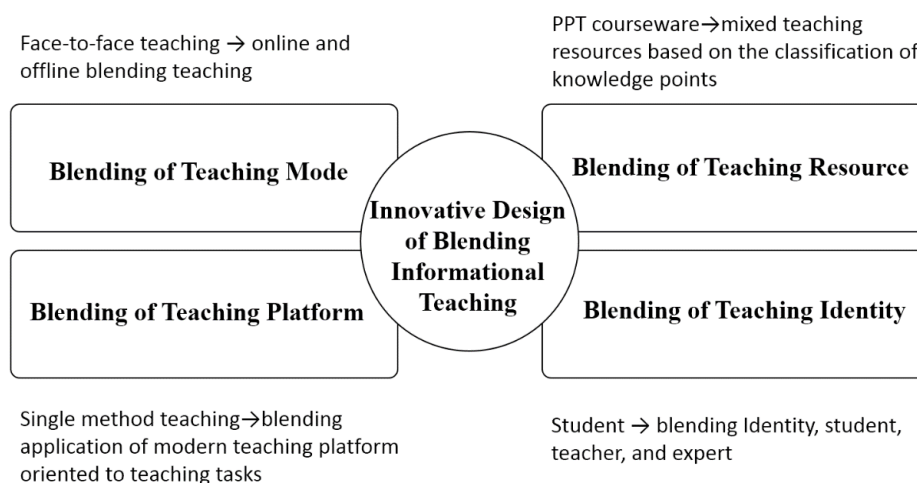 Face-to-face teaching → online and
offline blending teaching
PPT courseware→mixed teaching
resources based on the classification of
knowledge points
Blending of Teaching Mode
Blending of Teaching Resource
Innovative Design
of Blending
Informational
Teaching
Blending of Teaching Platform
Blending of Teaching Identity
Single method teaching→blending
application of modern teaching platform
oriented to teaching tasks
Student → blending Identity, student,
teacher, and expert